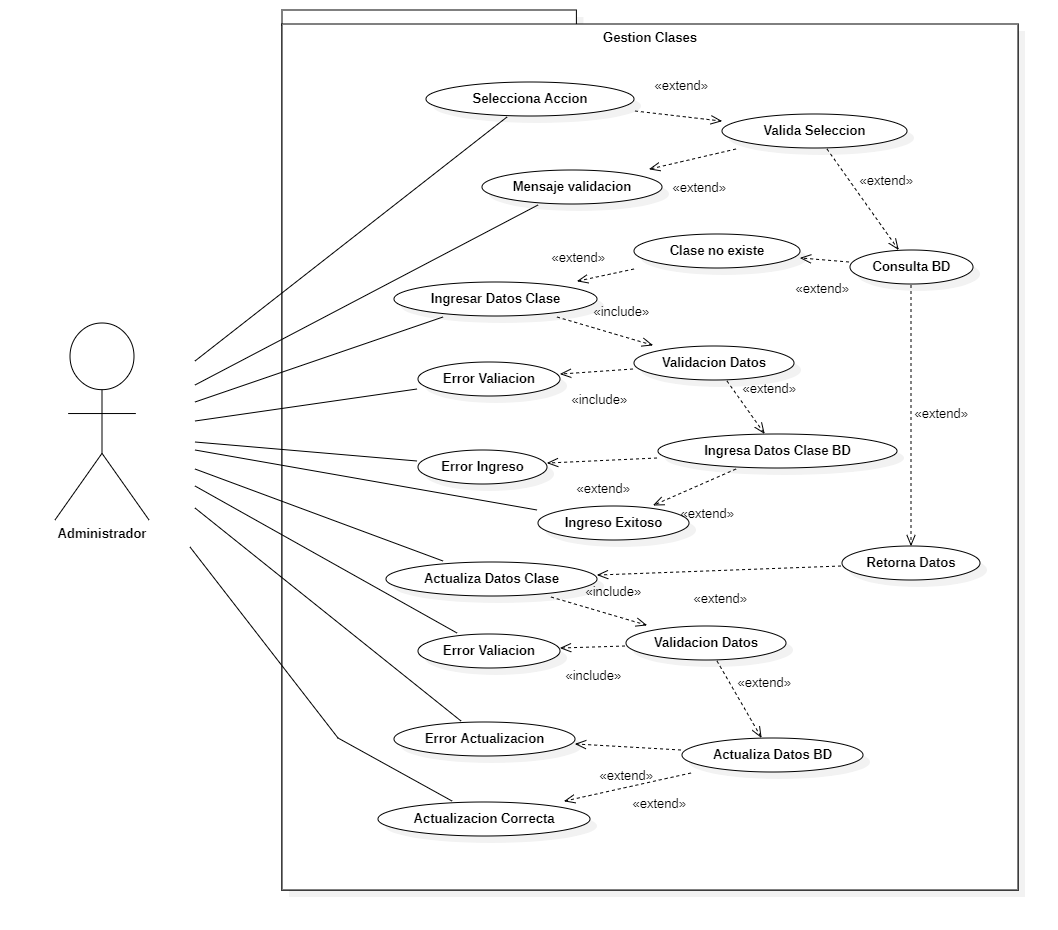 Gestion Clases
«extend»
Selecciona Accion
Valida Seleccion
Mensaje validacion
«extend»
«extend»
Clase no existe
«extend»
Consulta BD
«extend»
Ingresar Datos Clase
«include»
Validacion Datos
Error Valiacion
«extend»
«include»
«extend»
Ingresa Datos Clase BD
Error Ingreso
«extend»
Ingreso Exitoso
«extend»
Administrador
Retorna Datos
Actualiza Datos Clase
«include»
«extend»
Validacion Datos
Error Valiacion
«include»
«extend»
Error Actualizacion
Actualiza Datos BD
«extend»
«extend»
Actualizacion Correcta